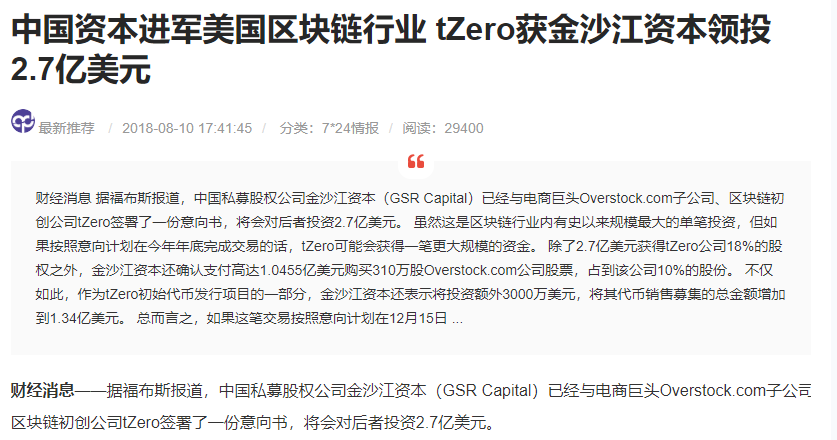 中国资本进军美国区块链行业 tZero获金沙江资本领投
2.7亿美元
最新推荐 / 2018-08-10 17:41:45 / 分类：7*24情报 / 阅读：29400
财经消息 据福布斯报道，中国私募股权公司金沙江资本（GSR Capital）已经与电商巨头Overstock.com子公司、区块链初
创公司tZero签署了一份意向书，将会对后者投资2.7亿美元。 虽然这是区块链行业内有史以来规模最大的单笔投资，但如
果按照意向计划在今年年底完成交易的话，tZero可能会获得一笔更大规模的资金。 除了2.7亿美元获得tZero公司18%的股
权之外，金沙江资本还确认支付高达1.0455亿美元购买310万股Overstock.com公司股票，占到该公司10%的股份。 不仅
如此，作为tZero初始代币发行项目的一部分，金沙江资本还表示将投资额外3000万美元，将其代币销售募集的总金额增加
到1.34亿美元。 总而言之，如果这笔交易按照意向计划在12月15日 ...
财经消息——据福布斯报道，中国私募股权公司金沙江资本（GSR Capital）已经与电商巨头Overstock.com子公司
区块链初创公司tZero签署了一份意向书，将会对后者投资2.7亿美元。